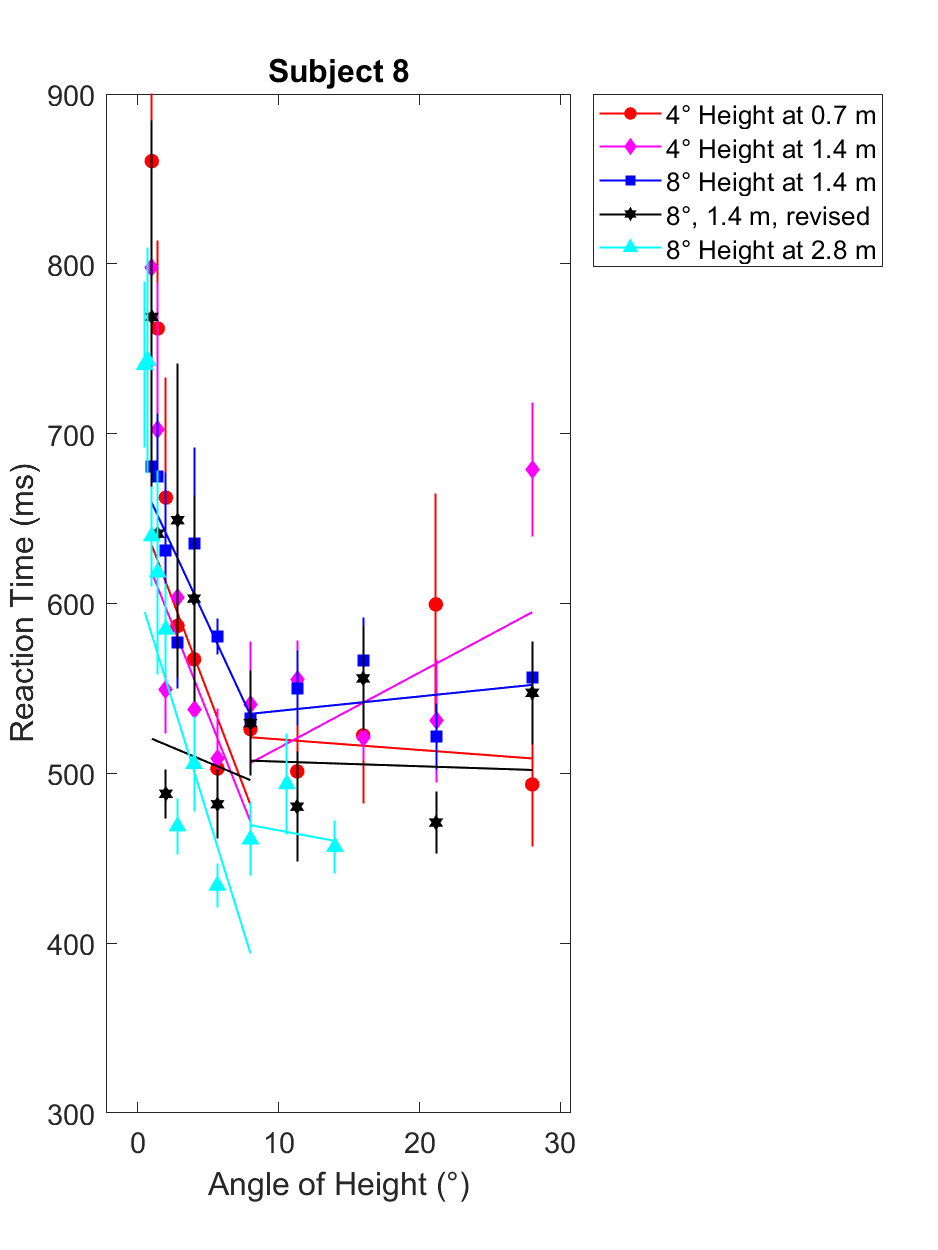 Subject 8
900
800
700
600
500
400
300
Reaction Time (ms)
0 10 20 30
Angle of Height (°)
4° Height at 0.7 m
4° Height at 1.4 m
8° Height at 1.4 m
8°, 1.4 m, revised
8° Height at 2.8 m